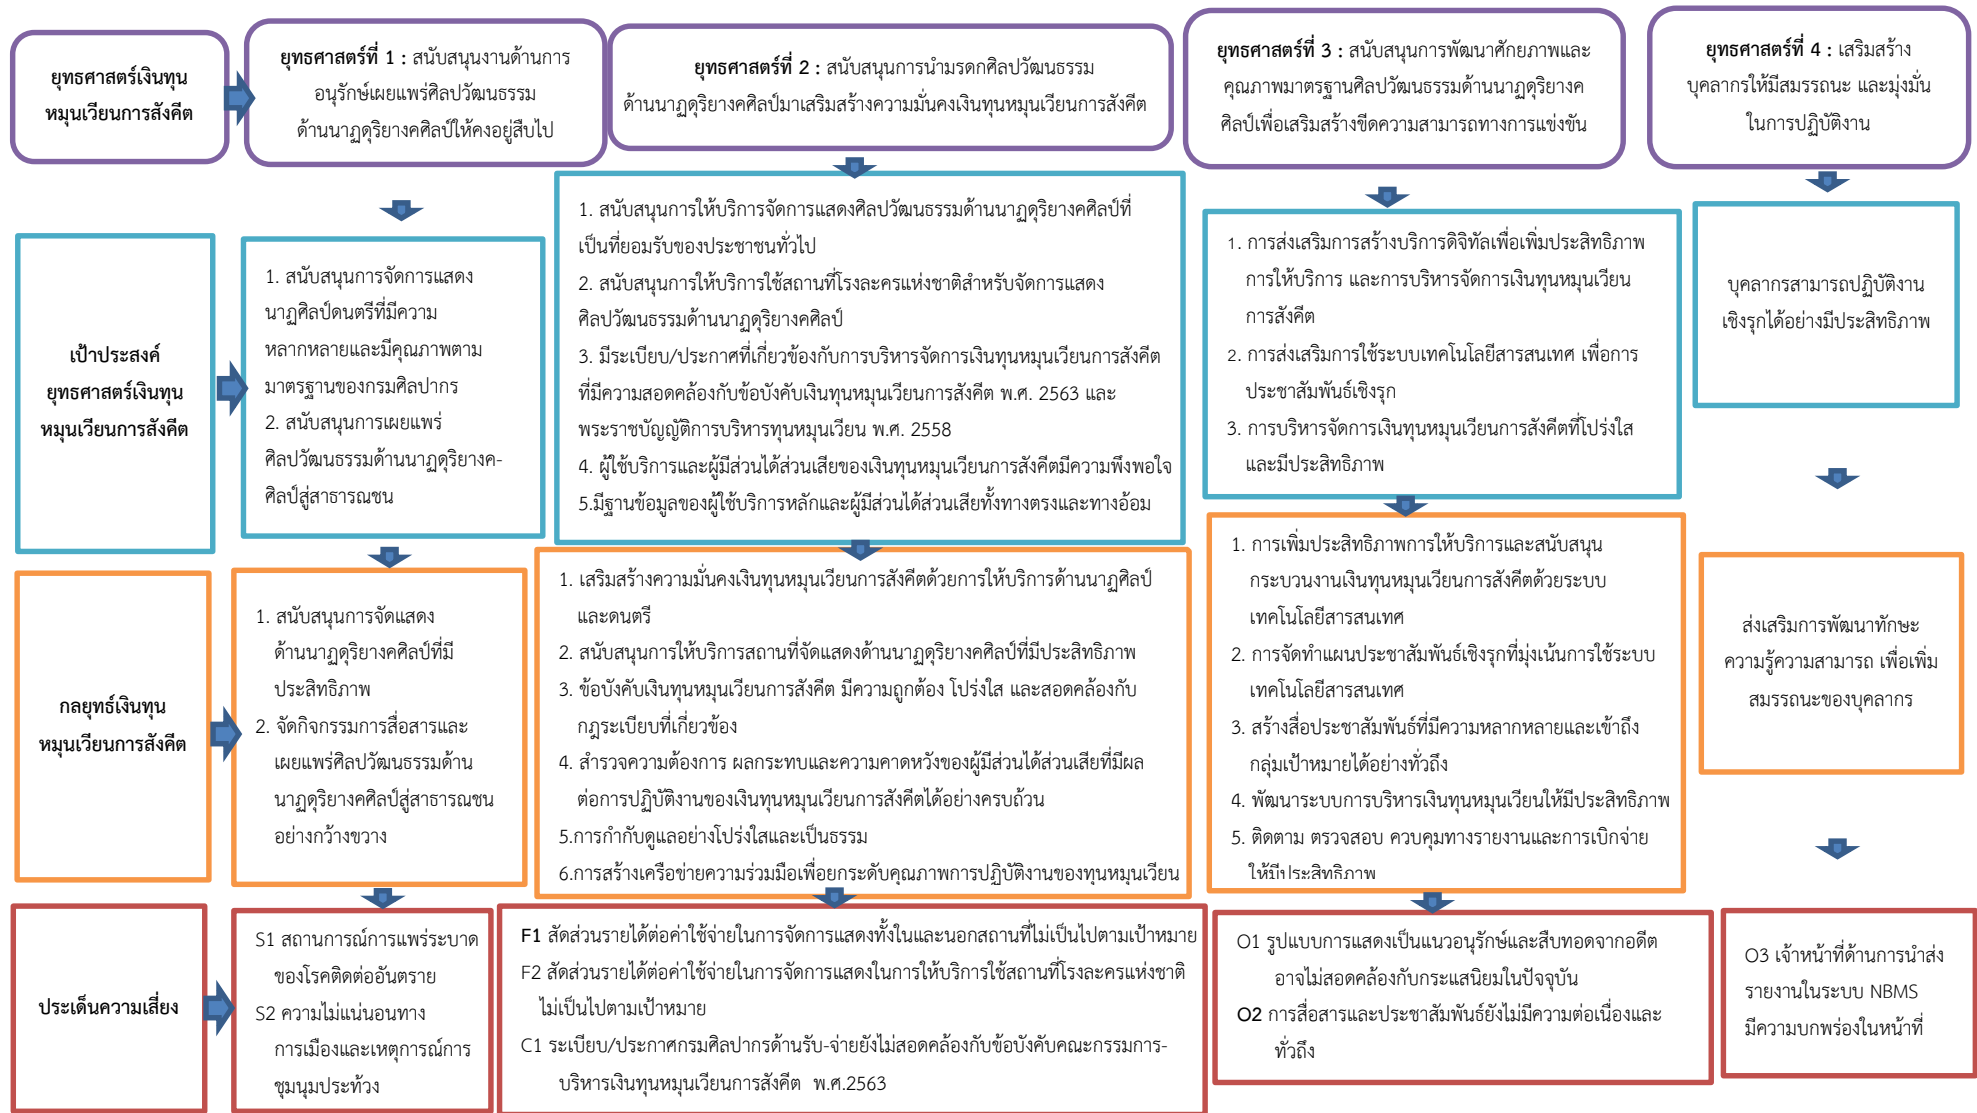 ยุทธศาสตร์เงินทุน
หมุนเวียนการสังคีต
ยุทธศาสตร์ที่ 1 : สนับสนุนงานด้านการ
อนุรักษ์เผยแพร่ศิลปวัฒนธรรม
ด้านนาฏดุริยางคศิลป์ให้คงอยู่สืบไป
ยุทธศาสตร์ที่ 2 : สนับสนุนการนำมรดกศิลปวัฒนธรรม
ด้านนาฏดุริยางคศิลป์มาเสริมสร้างความมั่นคงเงินทุนหมุนเวียนการสังคีต
ยุทธศาสตร์ที่ 3 : สนับสนุนการพัฒนาศักยภาพและ
คุณภาพมาตรฐานศิลปวัฒนธรรมด้านนาฏดุริยางค
ศิลป์เพื่อเสริมสร้างขีดความสามารถทางการแข่งขัน
ยุทธศาสตร์ที่ 4 : เสริมสร้าง
บุคลากรให้มีสมรรถนะ และมุ่งมั่น
ในการปฏิบัติงาน
เป้าประสงค์
ยุทธศาสตร์เงินทุน
หมุนเวียนการสังคีต
1. สนับสนุนการจัดการแสดง
นาฏศิลป์ดนตรีที่มีความ
หลากหลายและมีคุณภาพตาม
มาตรฐานของกรมศิลปากร
2. สนับสนุนการเผยแพร่
ศิลปวัฒนธรรมด้านนาฏดุริยางค-
ศิลป์สู่สาธารณชน
1. สนับสนุนการให้บริการจัดการแสดงศิลปวัฒนธรรมด้านนาฏดุริยางคศิลป์ที่
เป็นที่ยอมรับของประชาชนทั่วไป
2. สนับสนุนการให้บริการใช้สถานที่โรงละครแห่งชาติสำหรับจัดการแสดง
ศิลปวัฒนธรรมด้านนาฏดุริยางคศิลป์
3. มีระเบียบ/ประกาศที่เกี่ยวข้องกับการบริหารจัดการเงินทุนหมุนเวียนการสังคีต
ที่มีความสอดคล้องกับข้อบังคับเงินทุนหมุนเวียนการสังคีต พ.ศ. 2563 และ
พระราชบัญญัติการบริหารทุนหมุนเวียน พ.ศ. 2558
4. ผู้ใช้บริการและผู้มีส่วนได้ส่วนเสียของเงินทุนหมุนเวียนการสังคีตมีความพึงพอใจ
5.มีฐานข้อมูลของผู้ใช้บริการหลักและผู้มีส่วนได้ส่วนเสียทั้งทางตรงและทางอ้อม
1. การส่งเสริมการสร้างบริการดิจิทัลเพื่อเพิ่มประสิทธิภาพ
การให้บริการ และการบริหารจัดการเงินทุนหมุนเวียน
การสังคีต
2. การส่งเสริมการใช้ระบบเทคโนโลยีสารสนเทศ เพื่อการ
ประชาสัมพันธ์เชิงรุก
3. การบริหารจัดการเงินทุนหมุนเวียนการสังคีตที่โปร่งใส
และมีประสิทธิภาพ
บุคลากรสามารถปฏิบัติงาน
เชิงรุกได้อย่างมีประสิทธิภาพ
กลยุทธ์เงินทุน
หมุนเวียนการสังคีต
1. สนับสนุนการจัดแสดง
ด้านนาฏดุริยางคศิลป์ที่มี
ประสิทธิภาพ
2. จัดกิจกรรมการสื่อสารและ
เผยแพร่ศิลปวัฒนธรรมด้าน
นาฏดุริยางคศิลป์สู่สาธารณชน
อย่างกว้างขวาง
1. เสริมสร้างความมั่นคงเงินทุนหมุนเวียนการสังคีตด้วยการให้บริการด้านนาฏศิลป์
และดนตรี
2. สนับสนุนการให้บริการสถานที่จัดแสดงด้านนาฏดุริยางคศิลป์ที่มีประสิทธิภาพ
3. ข้อบังคับเงินทุนหมุนเวียนการสังคีต มีความถูกต้อง โปร่งใส และสอดคล้องกับ
กฎระเบียบที่เกี่ยวข้อง
4. สำรวจความต้องการ ผลกระทบและความคาดหวังของผู้มีส่วนได้ส่วนเสียที่มีผล
ต่อการปฏิบัติงานของเงินทุนหมุนเวียนการสังคีตได้อย่างครบถ้วน
5.การกำกับดูแลอย่างโปร่งใสและเป็นธรรม
6.การสร้างเครือข่ายความร่วมมือเพื่อยกระดับคุณภาพการปฏิบัติงานของทุนหมุนเวียน
1. การเพิ่มประสิทธิภาพการให้บริการและสนับสนุน
กระบวนงานเงินทุนหมุนเวียนการสังคีตด้วยระบบ
เทคโนโลยีสารสนเทศ
2. การจัดทำแผนประชาสัมพันธ์เชิงรุกที่มุ่งเน้นการใช้ระบบ
เทคโนโลยีสารสนเทศ
3. สร้างสื่อประชาสัมพันธ์ที่มีความหลากหลายและเข้าถึง
กลุ่มเป้าหมายได้อย่างทั่วถึง
4. พัฒนาระบบการบริหารเงินทุนหมุนเวียนให้มีประสิทธิภาพ
5. ติดตาม ตรวจสอบ ควบคุมทางรายงานและการเบิกจ่าย
ให้มีประสิทธิภาพ
ส่งเสริมการพัฒนาทักษะ
ความรู้ความสามารถ เพื่อเพิ่ม
สมรรถนะของบุคลากร
ประเด็นความเสี่ยง
S1 สถานการณ์การแพร่ระบาด
ของโรคติดต่ออันตราย
S2 ความไม่แน่นอนทาง
การเมืองและเหตุการณ์การ
ชุมนุมประท้วง
F1 สัดส่วนรายได้ต่อค่าใช้จ่ายในการจัดการแสดงทั้งในและนอกสถานที่ไม่เป็นไปตามเป้าหมาย
F2 สัดส่วนรายได้ต่อค่าใช้จ่ายในการจัดการแสดงในการให้บริการใช้สถานที่โรงละครแห่งชาติ
ไม่เป็นไปตามเป้าหมาย
C1 ระเบียบ/ประกาศกรมศิลปากรด้านรับ-จ่ายยังไม่สอดคล้องกับข้อบังคับคณะกรรมการ-
บริหารเงินทุนหมุนเวียนการสังคีต พ.ศ.2563
O1 รูปแบบการแสดงเป็นแนวอนุรักษ์และสืบทอดจากอดีต
อาจไม่สอดคล้องกับกระแสนิยมในปัจจุบัน
O2 การสื่อสารและประชาสัมพันธ์ยังไม่มีความต่อเนื่องและ
ทั่วถึง
O3 เจ้าหน้าที่ด้านการนำส่ง
รายงานในระบบ NBMS
มีความบกพร่องในหน้าที่